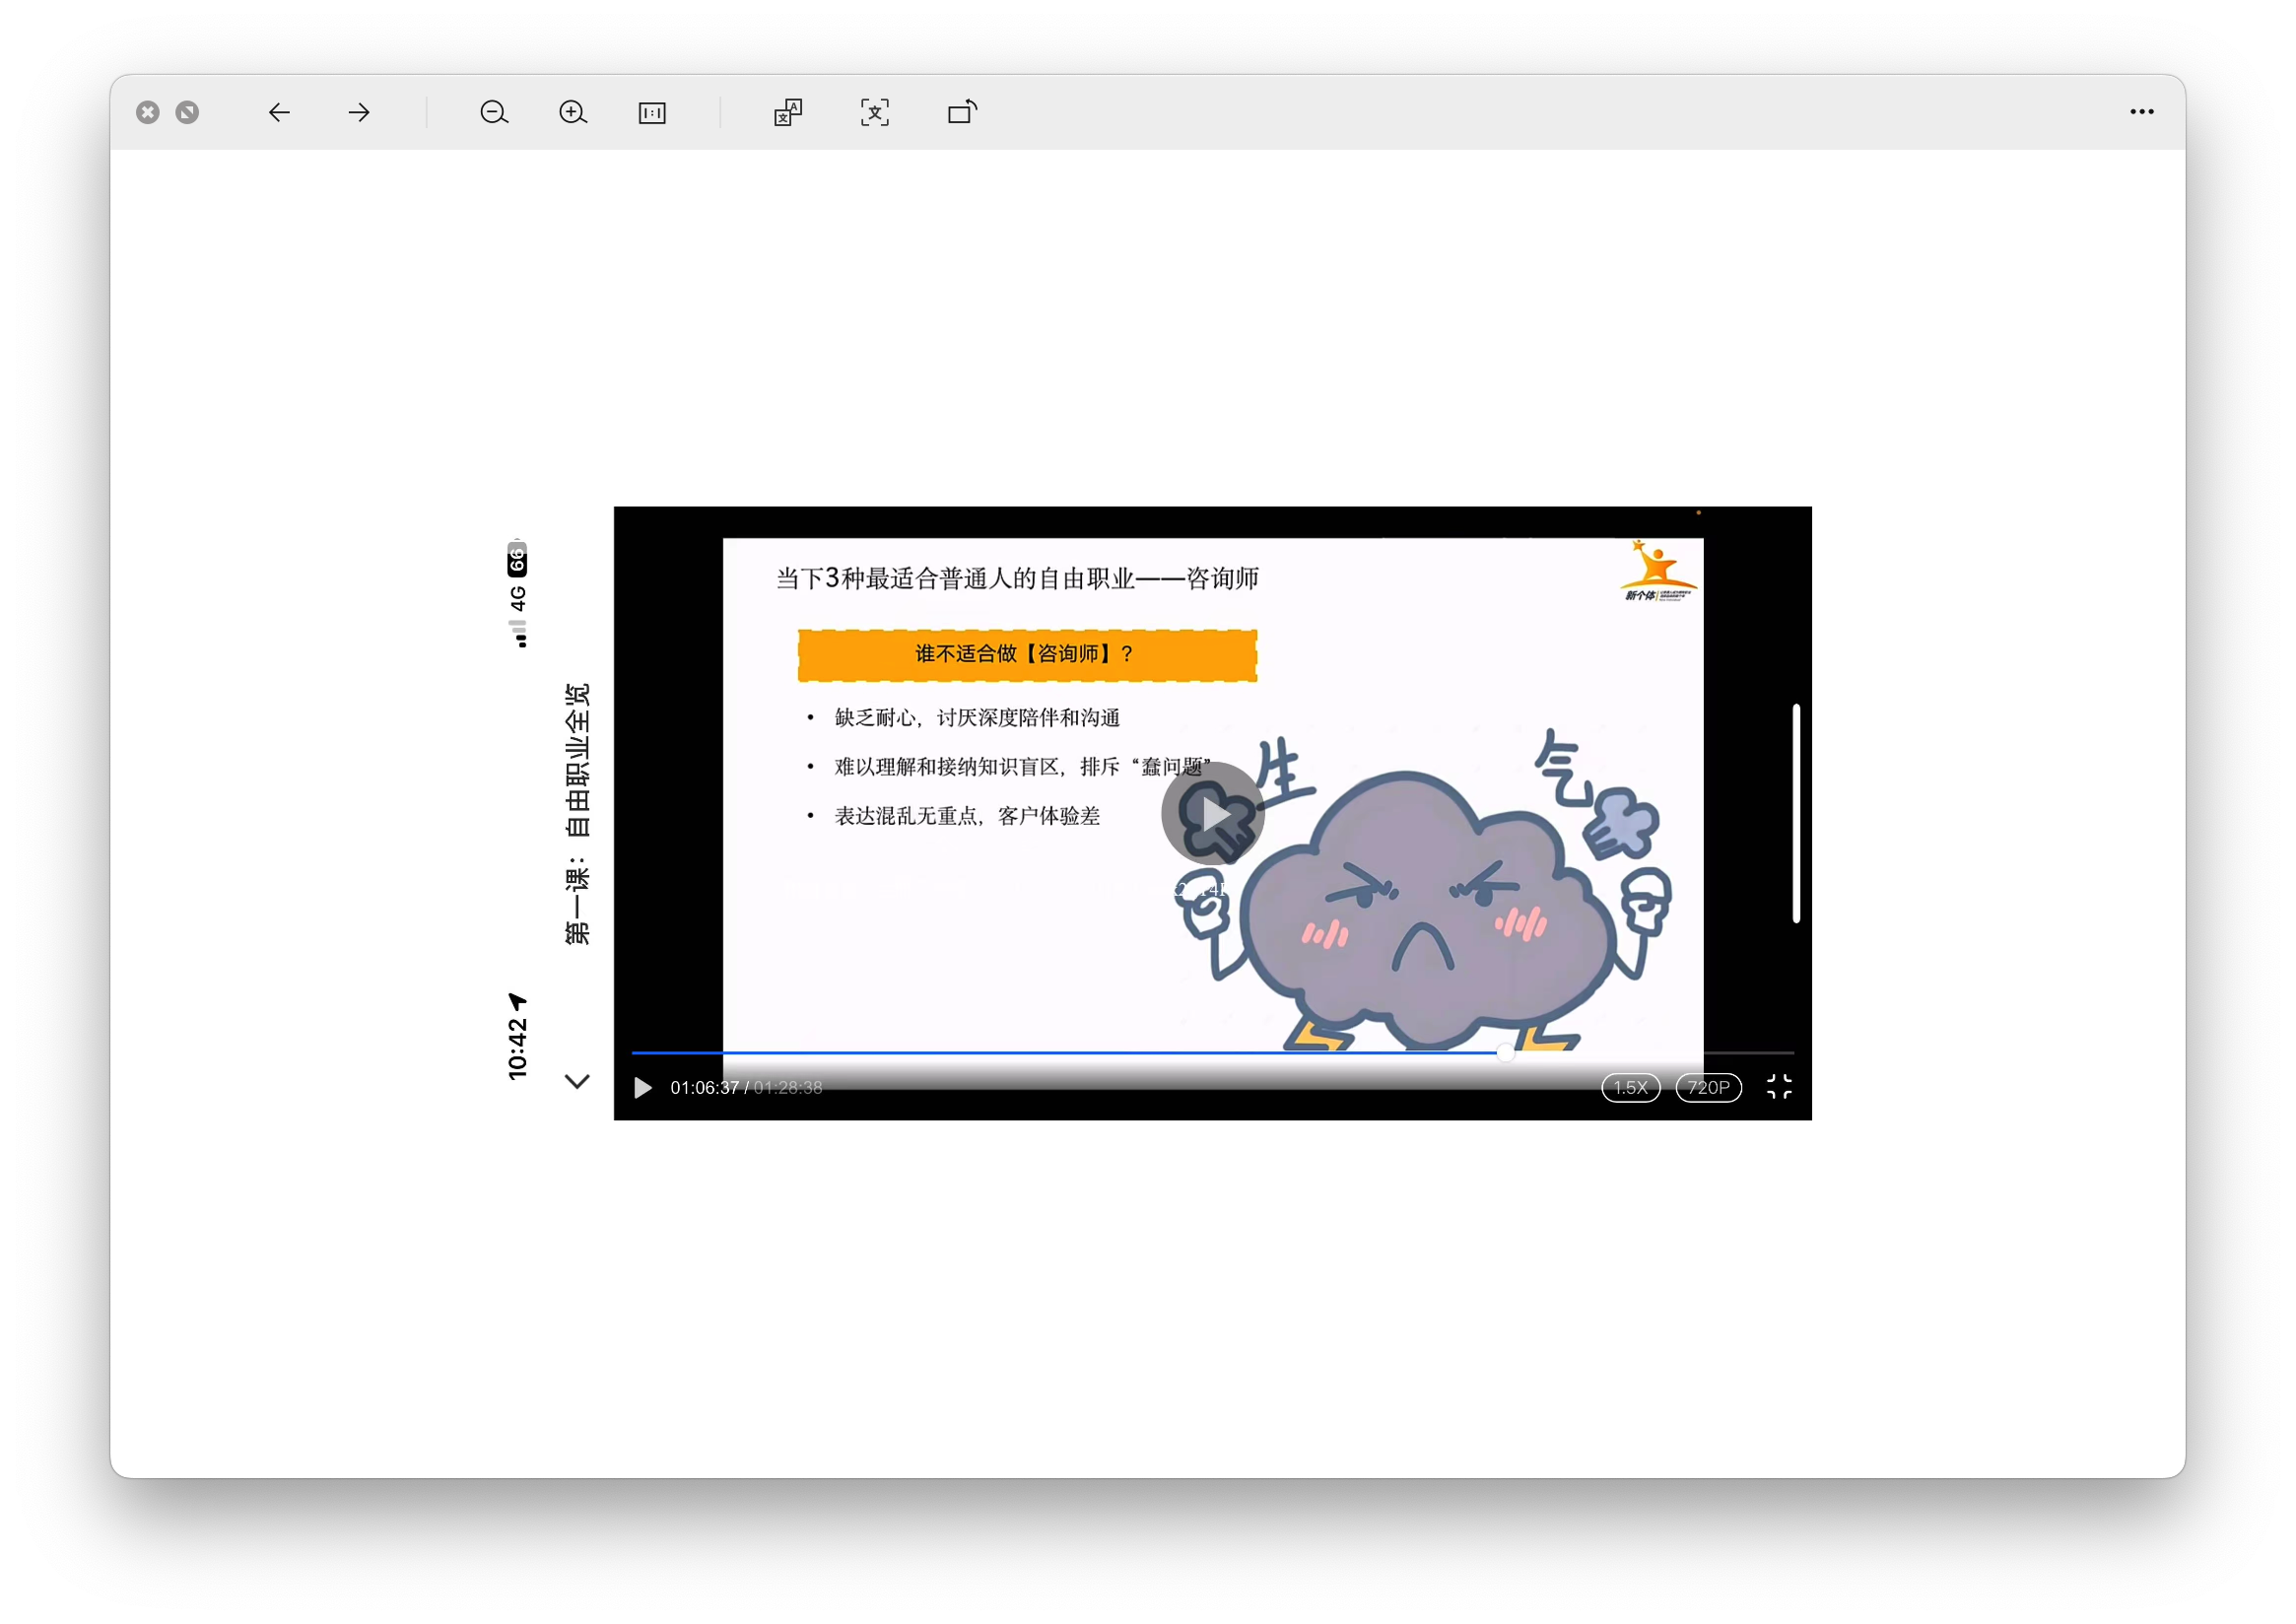 10:42
4G 66
第一课：自由职业全览
当下3种最适合普通人的自由职业——咨询师
新个体
谁不适合做【咨询师】？
• 缺乏耐心，讨厌深度陪伴和沟通
• 难以理解和接纳知识盲区，排斥“蠢问题”
• 表达混乱无重点，客户体验差
生气
01:06:37 / 01:28:38
1.5X
720P